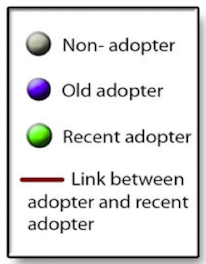 Non- adopter
Old adopter
Recent adopter
Link between
adopter and recent
adopter